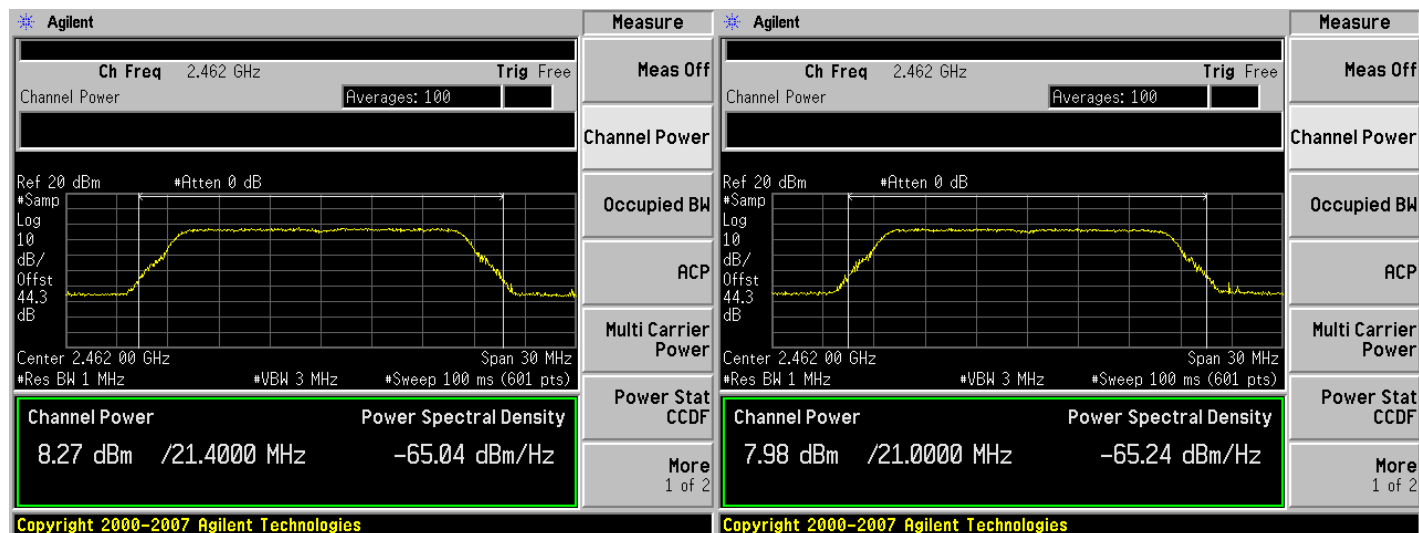 Agilent
Measure
Ch Freq 2.462 GHz
Trig Free
Channel Power
Averages: 100
Ref 20 dBm #Atten 0 dB
#Samp
Log
10
dB/
Offst
44.3
dB
Center 2.462 00 GHz
Span 30 MHz
#Res BW 1 MHz
#VBW 3 MHz
#Sweep 100 ms (601 pts)
Channel Power
Power Spectral Density
8.27 dBm /21.4000 MHz
-65.04 dBm/Hz
Meas Off
Channel Power
Occupied BW
ACP
Multi Carrier
Power
Power Stat
CCDF
More
1 of 2
Copyright 2000-2007 Agilent Technologies
Agilent
Measure
Ch Freq 2.462 GHz
Trig Free
Channel Power
Averages: 100
Ref 20 dBm #Atten 0 dB
#Samp
Log
10
dB/
Offst
44.3
dB
Center 2.462 00 GHz
Span 30 MHz
#Res BW 1 MHz
#VBW 3 MHz
#Sweep 100 ms (601 pts)
Channel Power
Power Spectral Density
7.98 dBm /21.0000 MHz
-65.24 dBm/Hz
Meas Off
Channel Power
Occupied BW
ACP
Multi Carrier
Power
Power Stat
CCDF
More
1 of 2
Copyright 2000-2007 Agilent Technologies